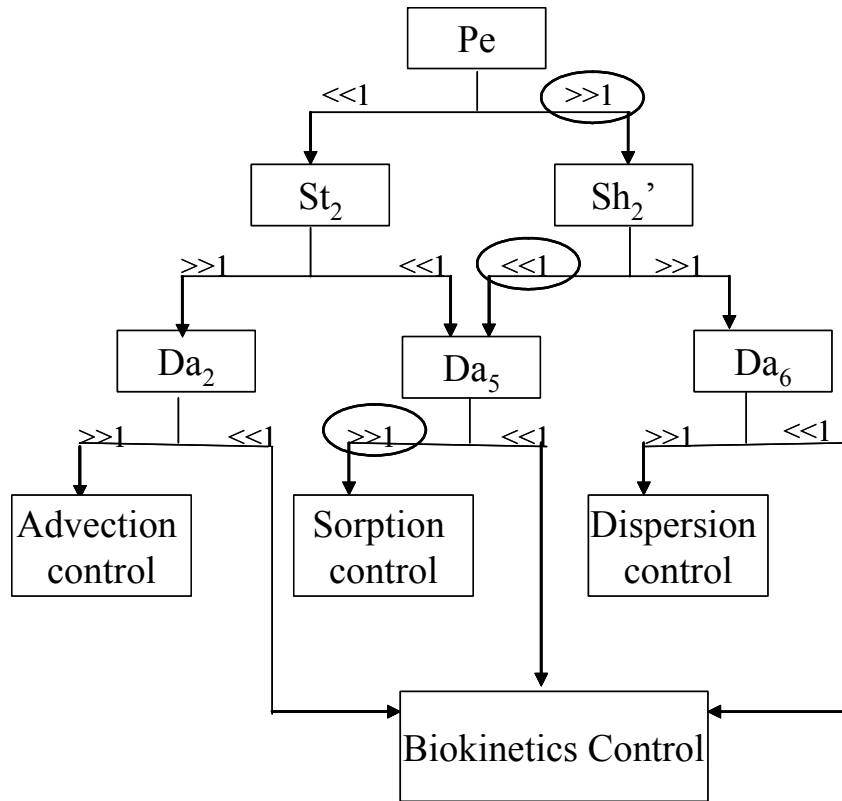 Pe
<<1
>>1
St₂
Sh₂’
>>1
<<1
<<1
>>1
Da₂
Da₅
Da₆
>>1
<<1
>>1
<<1
>>1
<<1
Advection
control
Sorption
control
Dispersion
control
Biokinetics Control